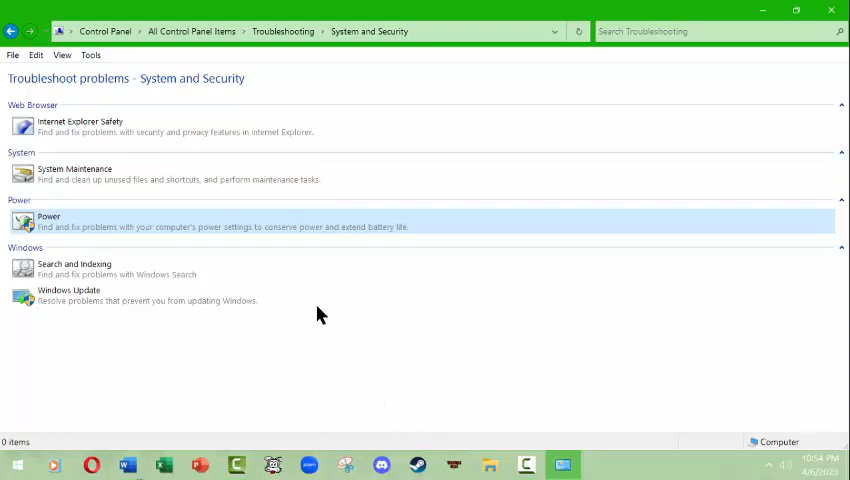 Control Panel
All Control Panel Items
Troubleshooting
System and Security
Search Troubleshooting
File Edit View Tools
Troubleshoot problems - System and Security
Web Browser
Internet Explorer Safety
Find and fix problems with security and privacy features in Internet Explorer.
System
System Maintenance
Find and clean up unused files and shortcuts, and perform maintenance tasks.
Power
Power
Find and fix problems with your computer's power settings to conserve power and extend battery life.
Windows
Search and Indexing
Find and fix problems with Windows Search
Windows Update
Resolve problems that prevent you from updating Windows.
0 items
Computer
zoom
10:54 PM
4/6/2025